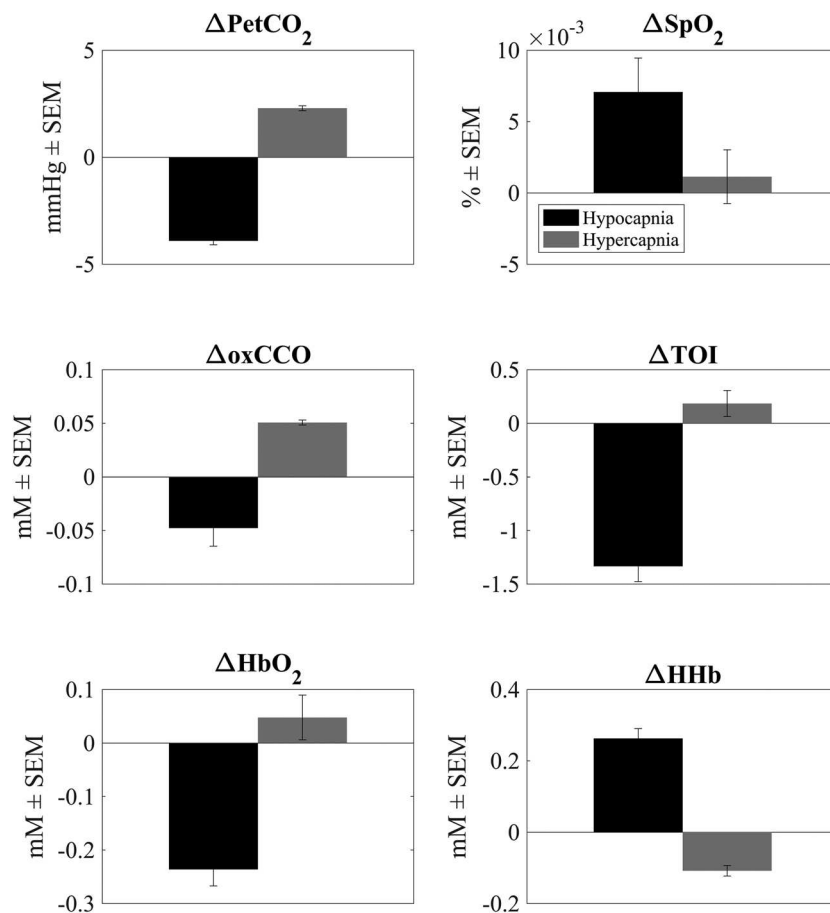 ΔPetCO₂
5
0
-5
mmHg ± SEM
ΔSpO₂
×10⁻³
10
5
0
-5
% ± SEM
Hypocapnia
Hypercapnia
ΔoxCCO
0.1
0.05
0
-0.05
-0.1
mM ± SEM
ΔTOI
0.5
0
-0.5
-1
-1.5
mM ± SEM
ΔHbO₂
0.1
0
-0.1
-0.2
-0.3
mM ± SEM
ΔHHb
0.4
0.2
0
-0.2
mM ± SEM